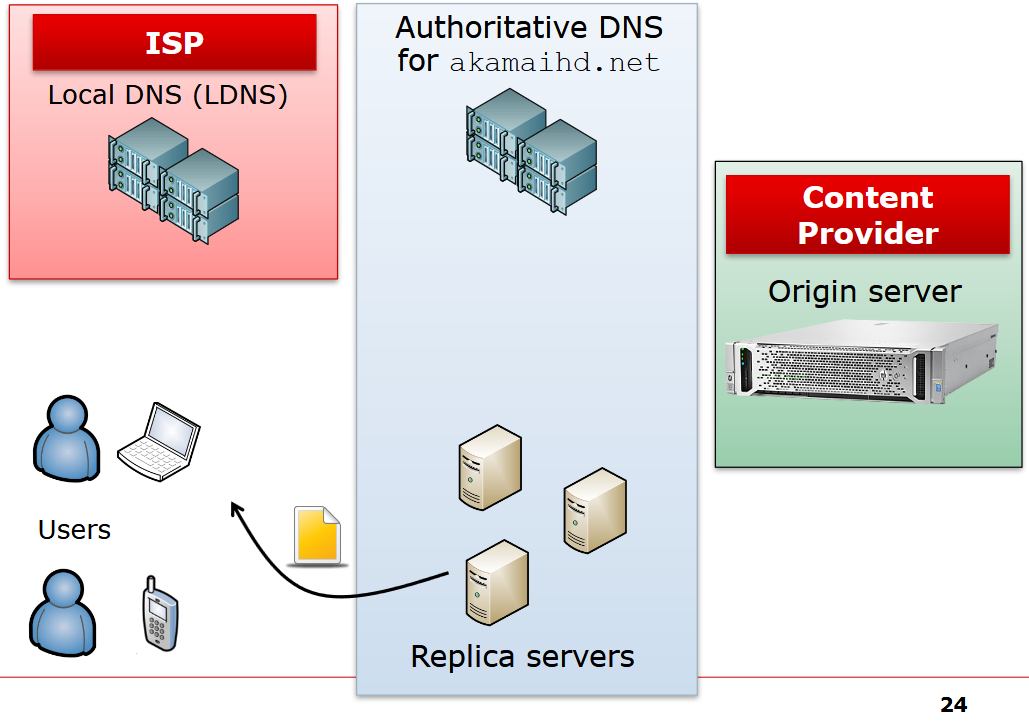 ISP
Local DNS (LDNS)
Authoritative DNS
for akamaihd.net
Content
Provider
Origin server
Users
Replica servers
24